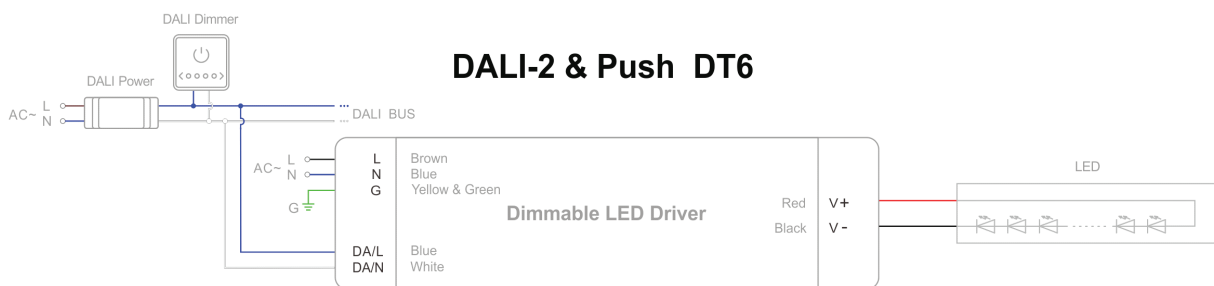 DALI Dimmer
DALI-2 & Push DT6
DALI Power
AC~ L
N
DALI BUS
AC~ L
N
G
L Brown
N Blue
G Yellow & Green
Dimmable LED Driver
DA/L Blue
DA/N White
Red V+
Black V-
LED